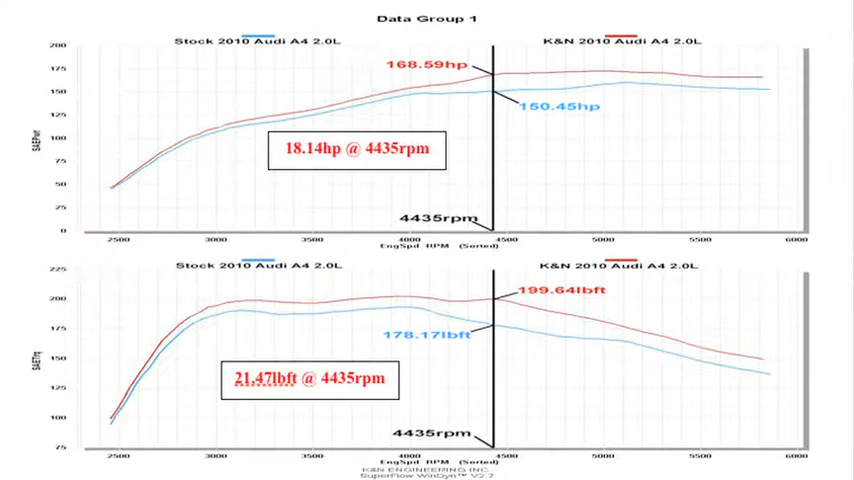 Data Group 1
Stock 2010 Audi A4 2.0L
K&N 2010 Audi A4 2.0L
200
175
150
125
100
75
50
25
0
SAEPwr
168.59hp
150.45hp
18.14hp @ 4435rpm
4435rpm
2500 3000 3500 4000 4500 5000 5500 6000
EngSpd RPM (Sorted)
Stock 2010 Audi A4 2.0L
K&N 2010 Audi A4 2.0L
225
200
175
150
125
100
75
SAETrq
199.64lbft
178.17lbft
21.47lbft @ 4435rpm
4435rpm
2500 3000 3500 4000 4500 5000 5500 6000
EngSpd RPM (Sorted)
K&N ENGINEERING INC.
SuperFlow WinDyn™ V2.7